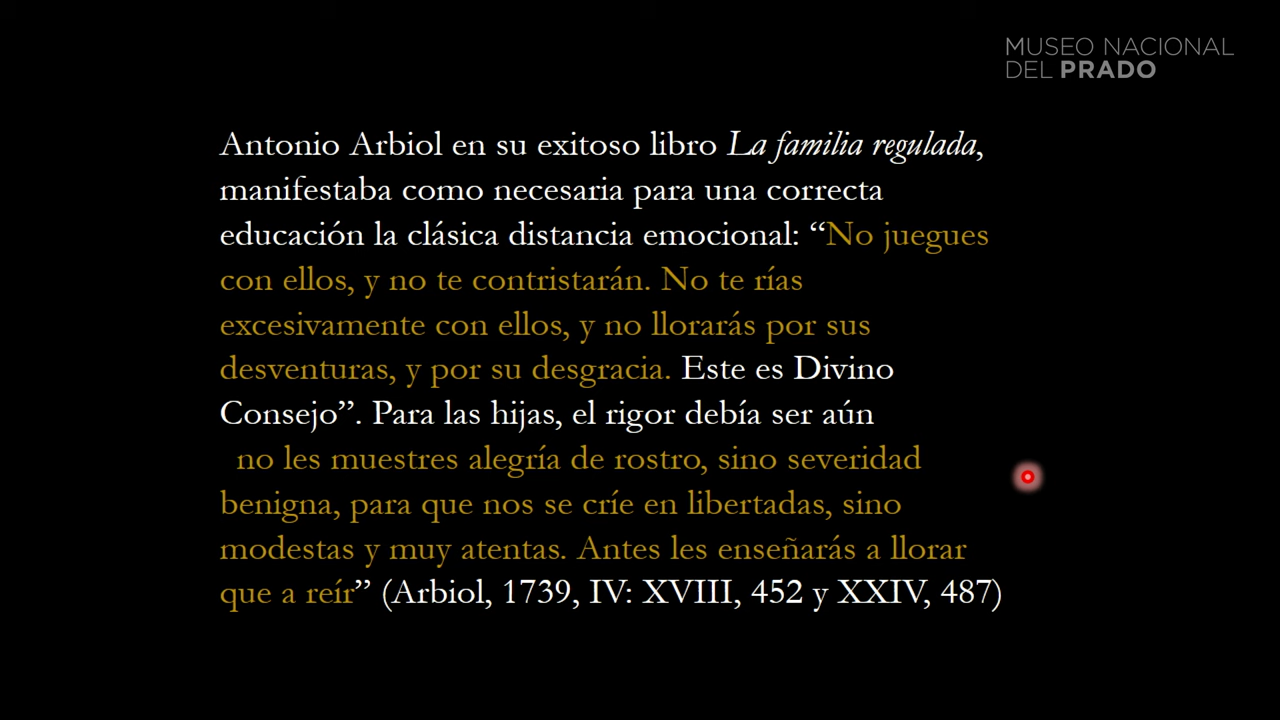 MUSEO NACIONAL
DEL PRADO
Antonio Arbiol en su exitoso libro La familia regulada,
manifestaba como necesaria para una correcta
educación la clásica distancia emocional: “No juegues
con ellos, y no te contristarán. No te rías
excesivamente con ellos, y no llorarás por sus
desventuras, y por su desgracia. Este es Divino
Consejo”. Para las hijas, el rigor debía ser aún
no les muestres alegría de rostro, sino severidad
benigna, para que nos se críe en libertadas, sino
modestas y muy atentas. Antes les enseñarás a llorar
que a reír” (Arbiol, 1739, IV: XVIII, 452 y XXIV, 487)